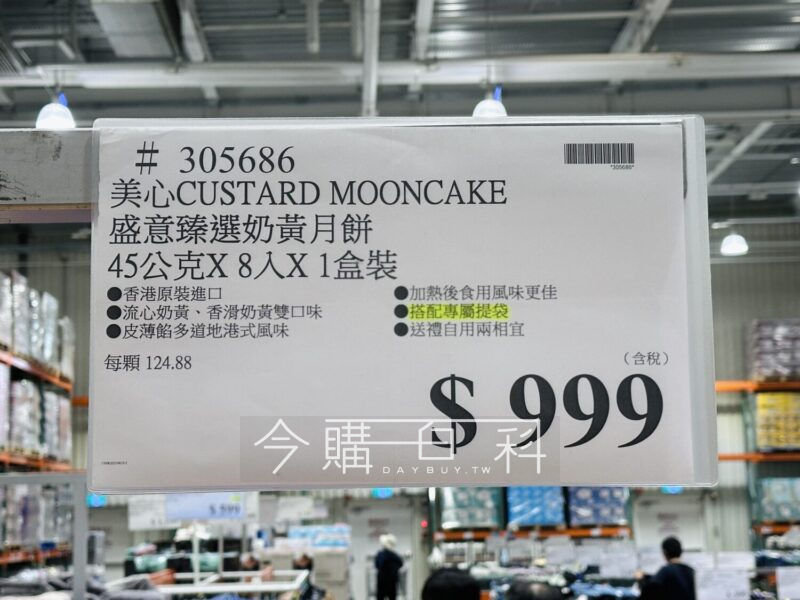 # 305686
*305686*
美心CUSTARD MOONCAKE
盛意臻選奶黃月餅
45公克X 8入X 1盒裝
●香港原裝進口
●流心奶黃、香滑奶黃雙口味
●皮薄餡多道地港式風味
●加熱後食用風味更佳
●搭配專屬提袋
●送禮自用兩相宜
每顆 124.88
（含稅）
$ 999
今購百科
DAYBUY.TW
$ 599